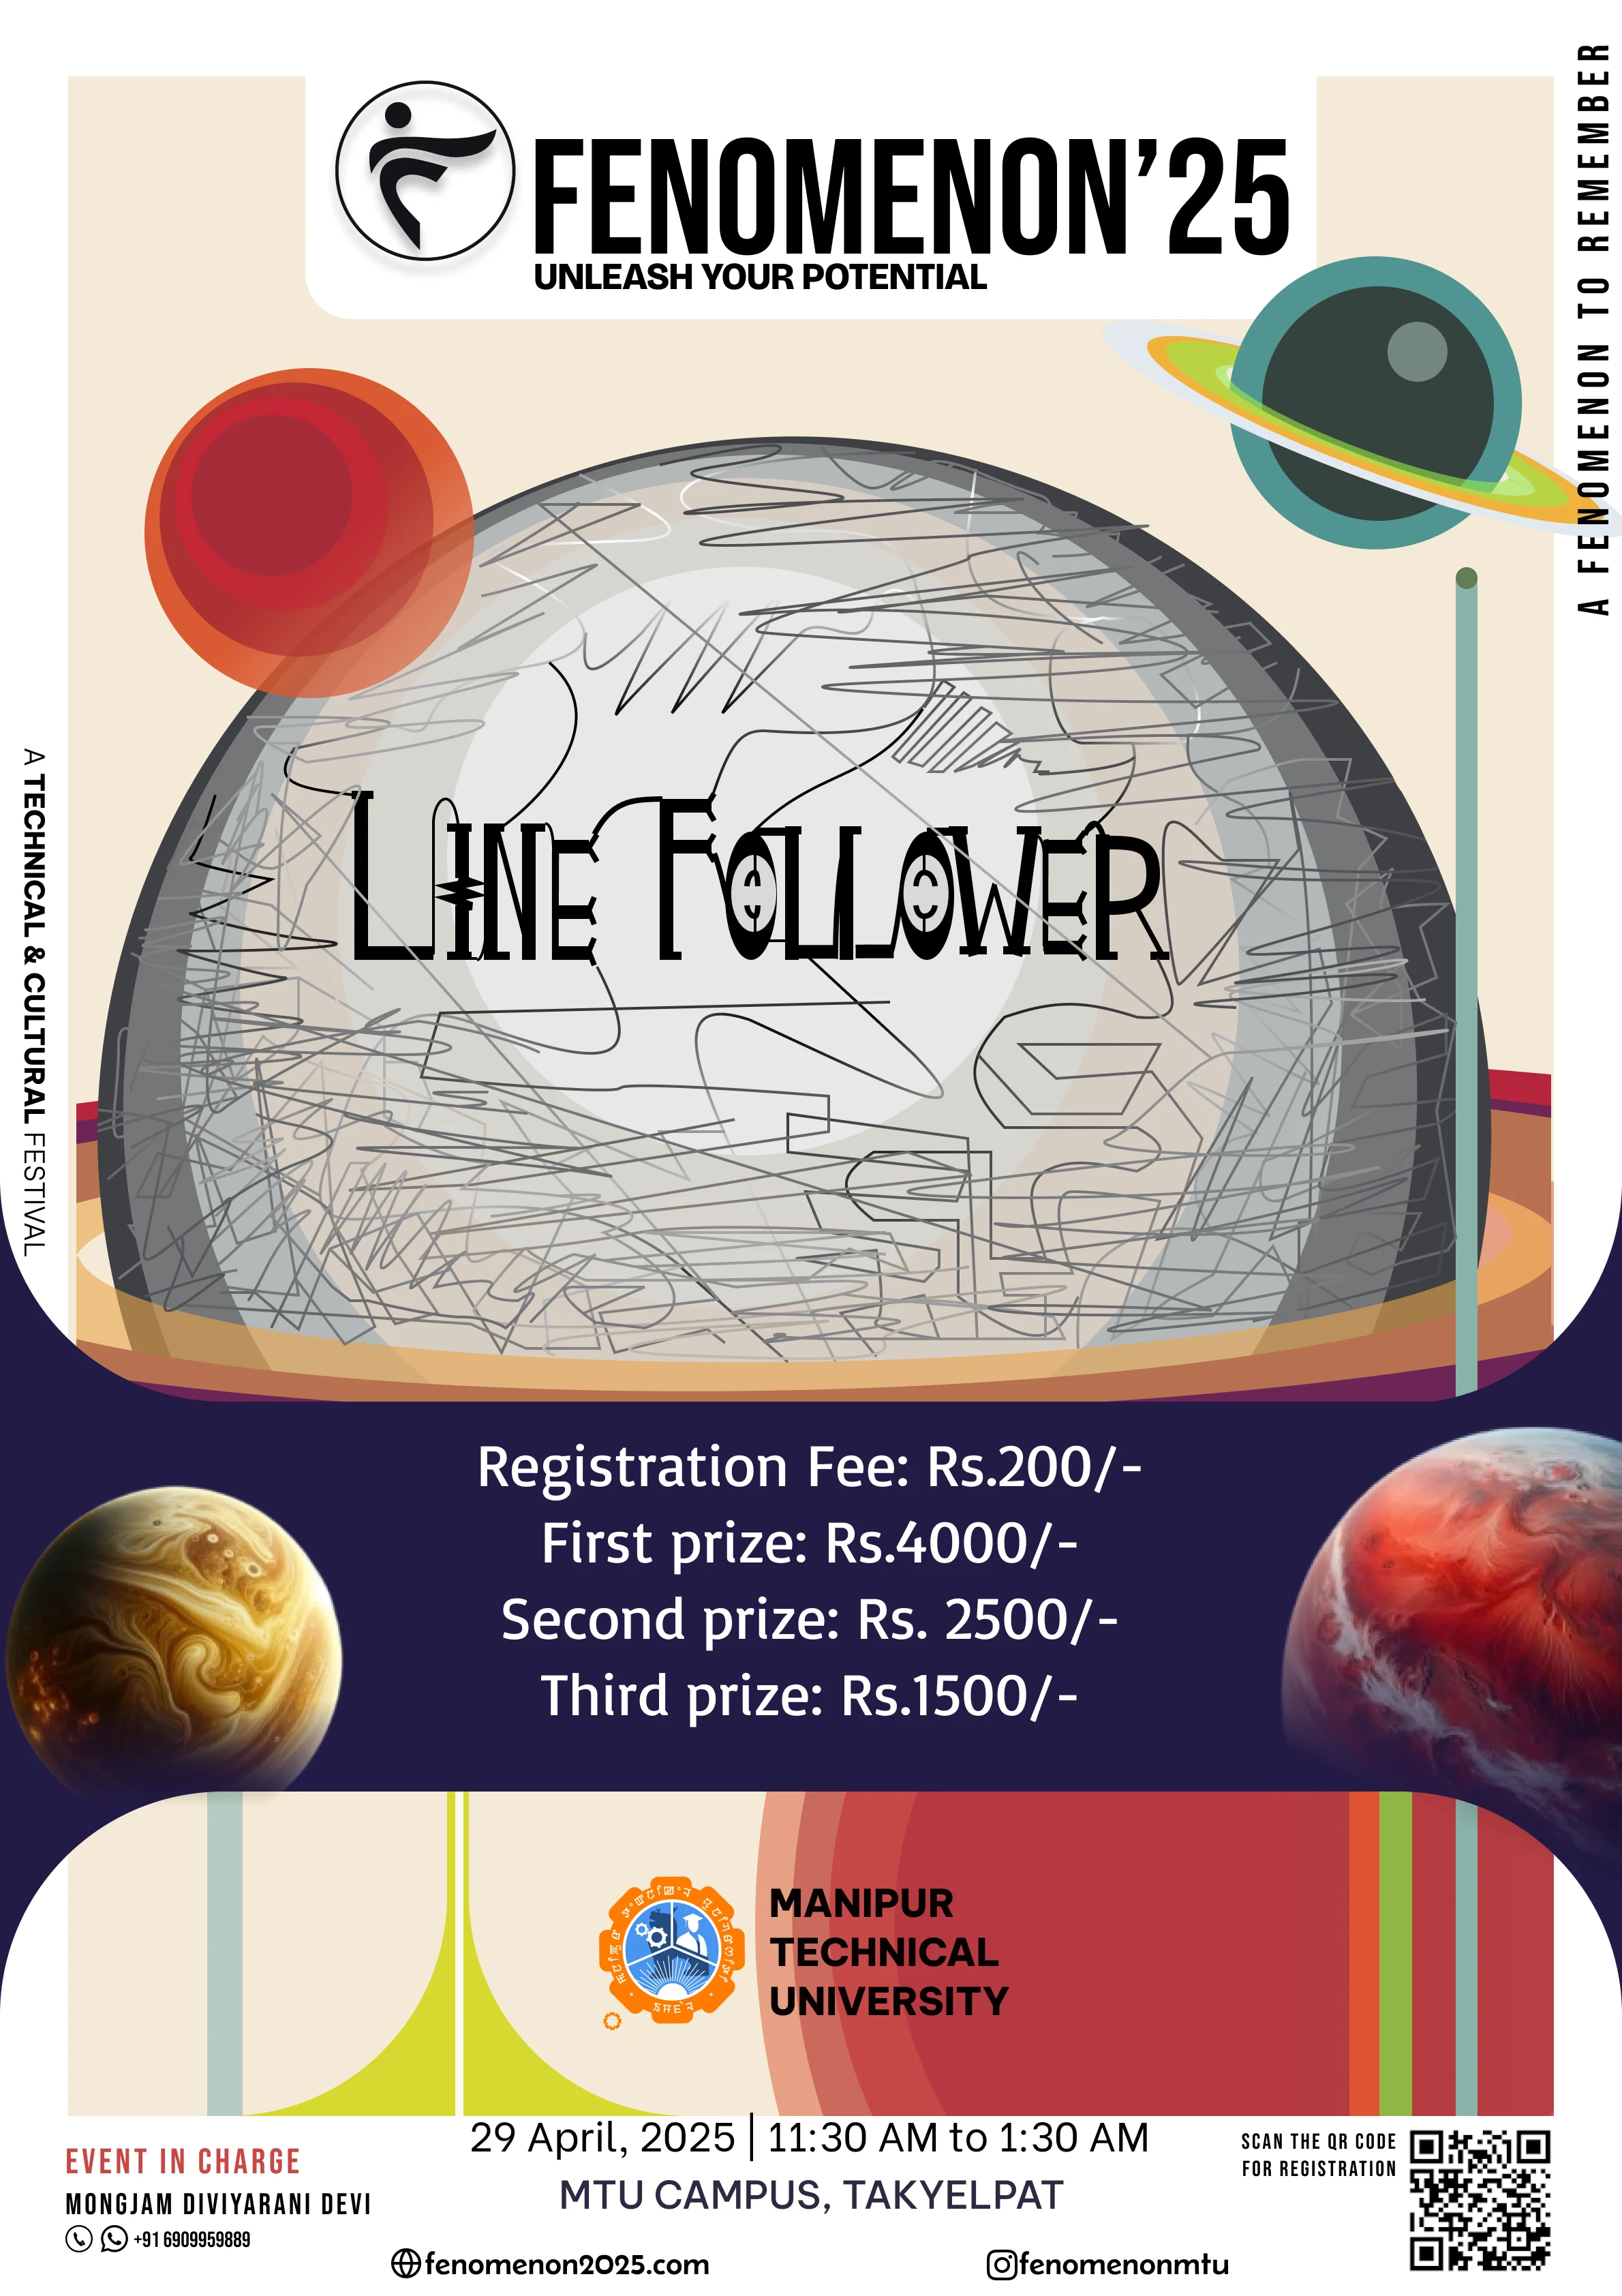 FENOMENON'25
UNLEASH YOUR POTENTIAL
A FENOMENON TO REMEMBER
A TECHNICAL & CULTURAL FESTIVAL
LINE FOLLOWER
Registration Fee: Rs.200/-
First prize: Rs.4000/-
Second prize: Rs. 2500/-
Third prize: Rs.1500/-
MANIPUR
TECHNICAL
UNIVERSITY
29 April, 2025 | 11:30 AM to 1:30 AM
MTU CAMPUS, TAKYELPAT
EVENT IN CHARGE
MONGJAM DIVIYARANI DEVI
+91 6909959889
SCAN THE QR CODE
FOR REGISTRATION
fenomenon2025.com
fenomenonmtu